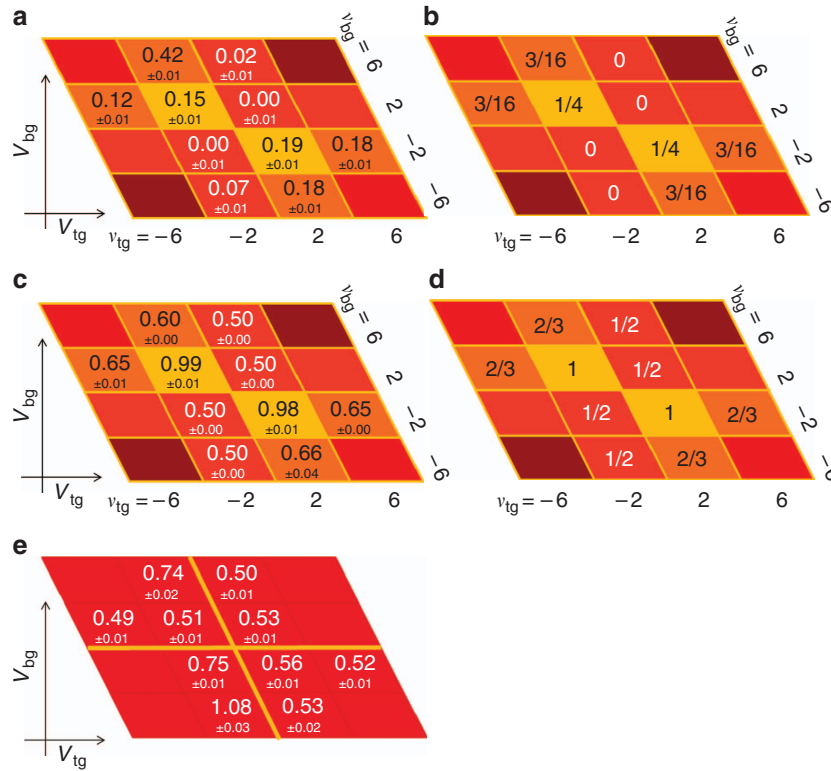 a
0.42 0.02
±0.01 ±0.01
0.12 0.15 0.00
±0.01 ±0.01 ±0.01
0.00 0.19 0.18
±0.01 ±0.01 ±0.01
0.07 0.18
±0.01 ±0.01
νbg = 6
2
−2
−6
Vbg
Vtg
νtg = −6 −2 2 6
b
3/16 0
3/16 1/4 0
0 1/4 3/16
0 3/16
νbg = 6
2
−2
−6
νtg = −6 −2 2 6
c
0.60 0.50
±0.00 ±0.00
0.65 0.99 0.50
±0.01 ±0.01 ±0.00
0.50 0.98 0.65
±0.00 ±0.01 ±0.00
0.50 0.66
±0.00 ±0.04
νbg = 6
2
−2
−6
Vbg
Vtg
νtg = −6 −2 2 6
d
2/3 1/2
2/3 1 1/2
1/2 1 2/3
1/2 2/3
νbg = 6
2
−2
−6
νtg = −6 −2 2 6
e
0.74 0.50
±0.02 ±0.01
0.49 0.51 0.53
±0.01 ±0.01 ±0.01
0.75 0.56 0.52
±0.01 ±0.01 ±0.01
1.08 0.53
±0.03 ±0.02
Vbg
Vtg